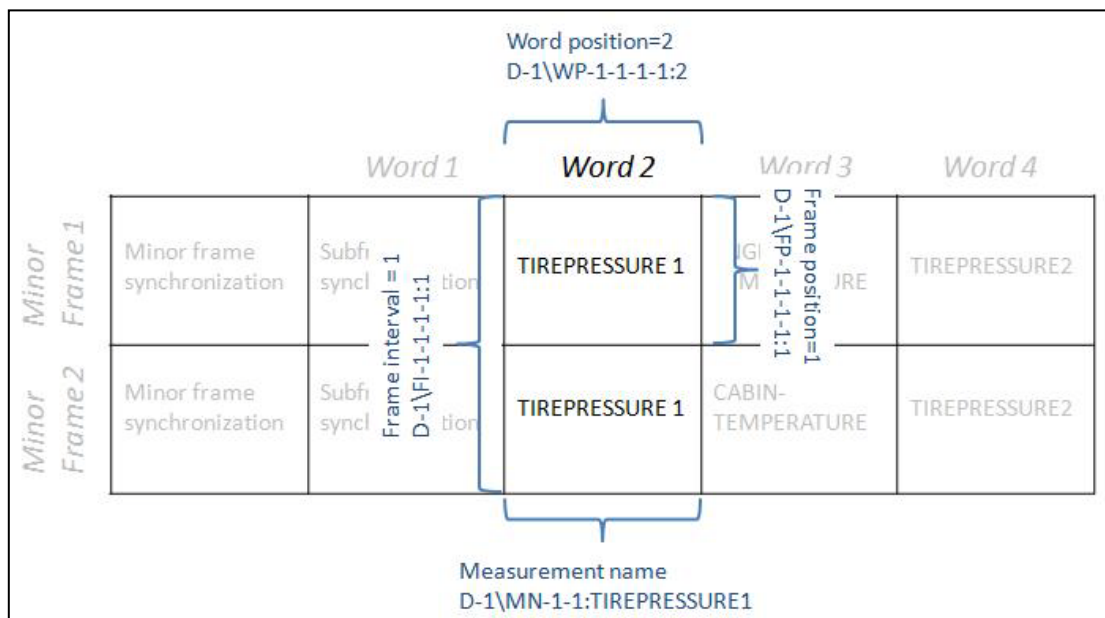 Word position=2
D-1\WP-1-1-1-1:2
Word 1
Word 2
Word 3
Word 4
Minor
Frame 1
Minor frame
synchronization
TIREPRESSURE 1
TIREPRESSURE2
Frame interval = 1
D-1\FI-1-1-1-1:1
Frame position=1
D-1\FP-1-1-1-1:1
Minor
Frame 2
Minor frame
synchronization
TIREPRESSURE 1
CABIN-
TEMPERATURE
TIREPRESSURE2
Measurement name
D-1\MN-1-1:TIREPRESSURE1